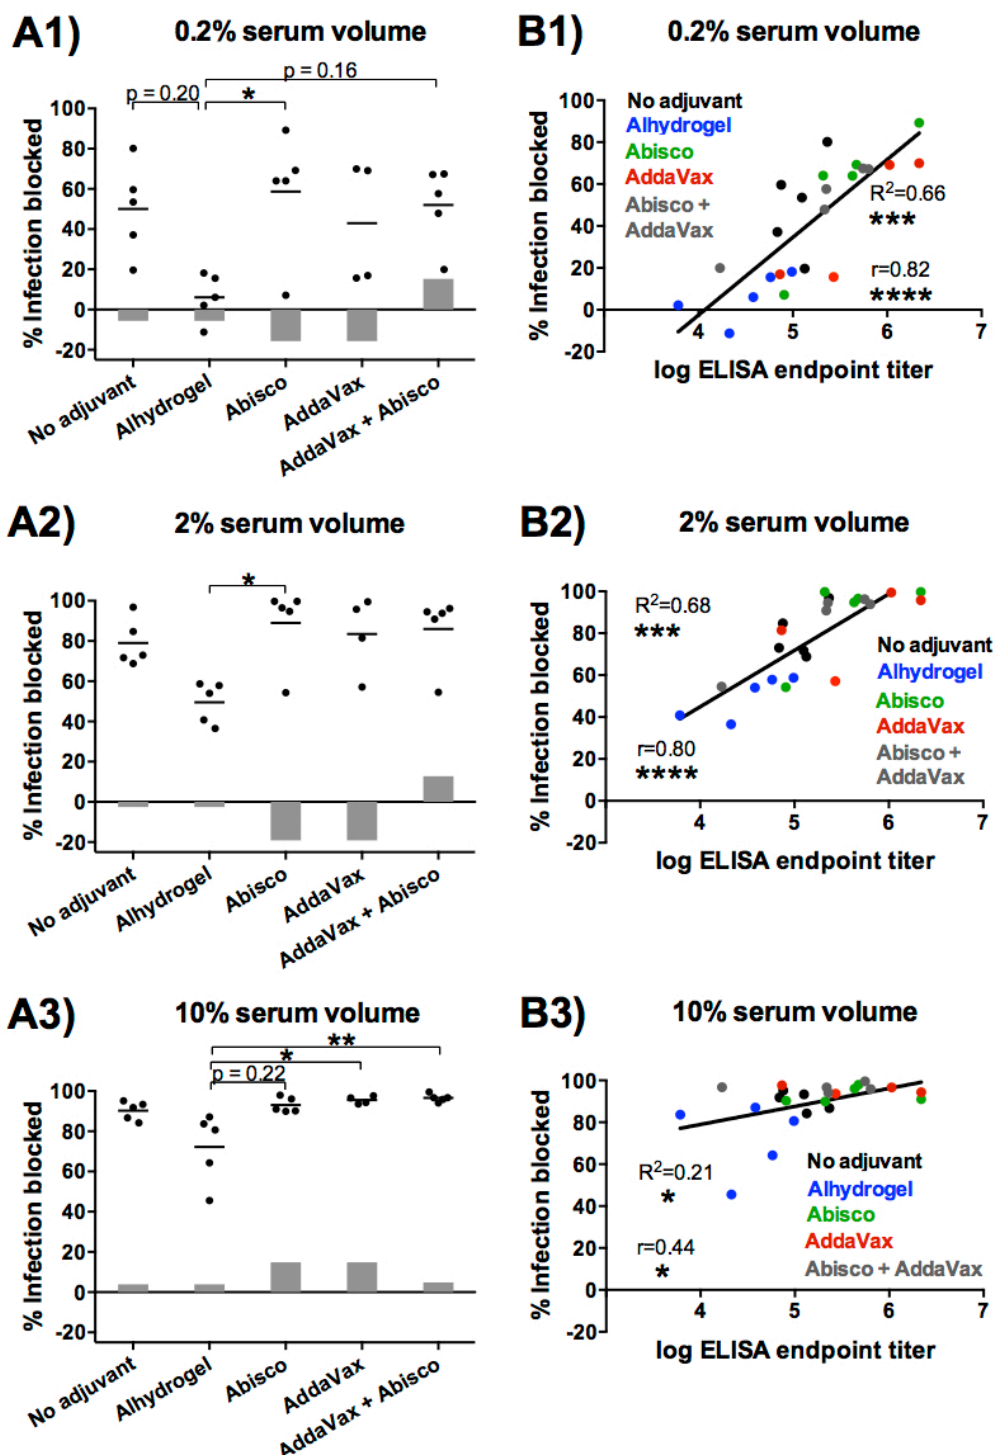 A1) 0.2% serum volume
p = 0.16
p = 0.20 *
% Infection blocked
100
80
60
40
20
0
-20
No adjuvant
Alhydrogel
Abisco
AddaVax
AddaVax + Abisco
B1) 0.2% serum volume
% Infection blocked
100
80
60
40
20
0
-20
No adjuvant
Alhydrogel
Abisco
AddaVax
Abisco +
AddaVax
R²=0.66
***
r=0.82
****
4 5 6 7
log ELISA endpoint titer
A2) 2% serum volume
*
% Infection blocked
100
80
60
40
20
0
-20
No adjuvant
Alhydrogel
Abisco
AddaVax
AddaVax + Abisco
B2) 2% serum volume
% Infection blocked
100
80
60
40
20
0
-20
R²=0.68
***
r=0.80
****
No adjuvant
Alhydrogel
Abisco
AddaVax
Abisco +
AddaVax
4 5 6 7
log ELISA endpoint titer
A3) 10% serum volume
**
*
p = 0.22
% Infection blocked
100
80
60
40
20
0
-20
No adjuvant
Alhydrogel
Abisco
AddaVax
AddaVax + Abisco
B3) 10% serum volume
% Infection blocked
100
80
60
40
20
0
-20
R²=0.21
*
r=0.44
*
No adjuvant
Alhydrogel
Abisco
AddaVax
Abisco + AddaVax
4 5 6 7
log ELISA endpoint titer